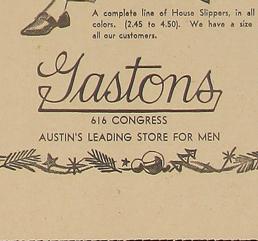 A complete line of House Slippers, in all
colors. (2.45 to 4.50). We have a size
all our customers.
Gastons
616 CONGRESS
AUSTIN'S LEADING STORE FOR MEN